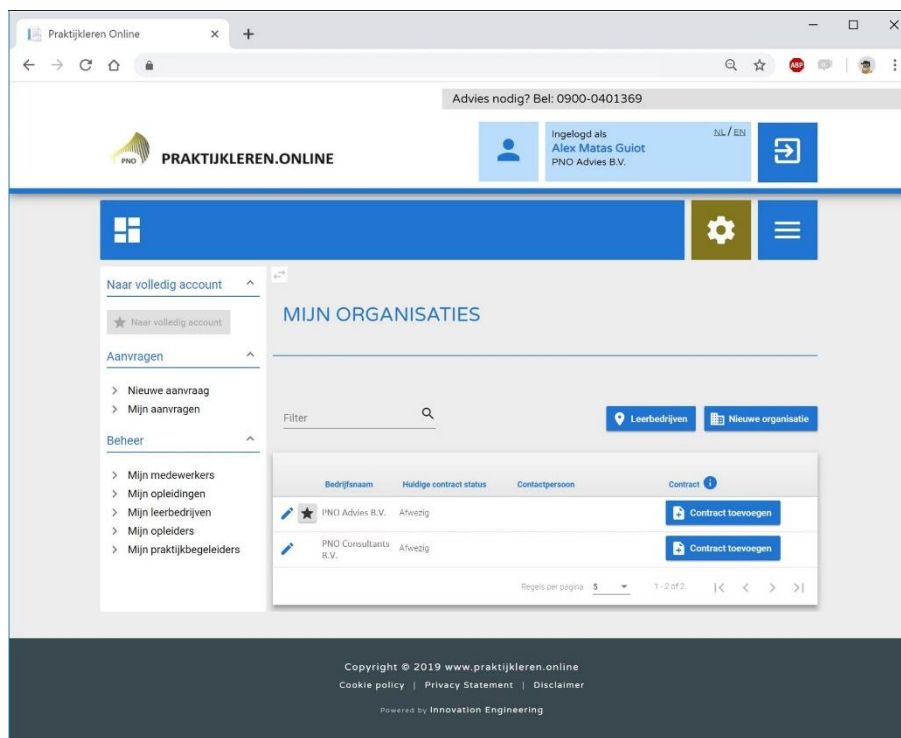 Praktijkleren Online
ABP
Advies nodig? Bel: 0900-0401369
PNO
PRAKTIJKLEREN.ONLINE
Ingelogd als
Alex Matas Guiot
PNO Advies B.V.
NL / EN
Naar volledig account
Naar volledig account
Aanvragen
Nieuwe aanvraag
Mijn aanvragen
Beheer
Mijn medewerkers
Mijn opleidingen
Mijn leerbedrijven
Mijn opleiders
Mijn praktijkbegeleiders
MIJN ORGANISATIES
Filter
Leerbedrijven
Nieuwe organisatie
Bedrijfsnaam Huidige contract status Contactpersoon Contract
PNO Advies B.V. Afwezig Contract toevoegen
PNO Consultants B.V. Afwezig Contract toevoegen
Regels per pagina 5 1-2 of 2
Copyright © 2019 www.praktijkleren.online
Cookie policy | Privacy Statement | Disclaimer
Powered by Innovation Engineering